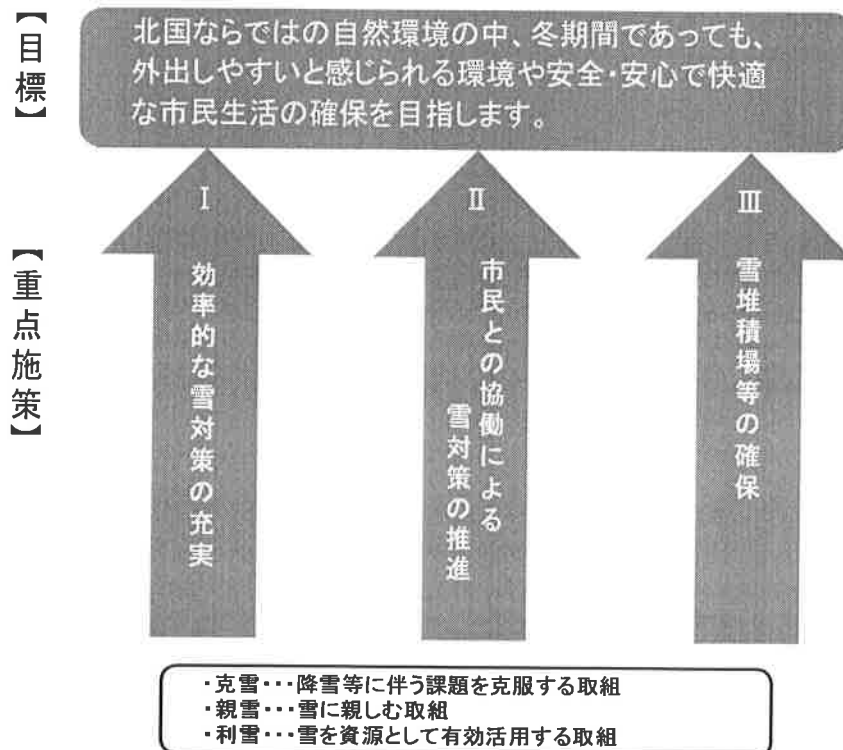 【目標】
北国ならではの自然環境の中、冬期間であっても、
外出しやすいと感じられる環境や安全・安心で快適
な市民生活の確保を目指します。
【重点施策】
Ⅰ
効率的な雪対策の充実
Ⅱ
市民との協働による
雪対策の推進
Ⅲ
雪堆積場等の確保
・克雪・・・降雪等に伴う課題を克服する取組
・親雪・・・雪に親しむ取組
・利雪・・・雪を資源として有効活用する取組